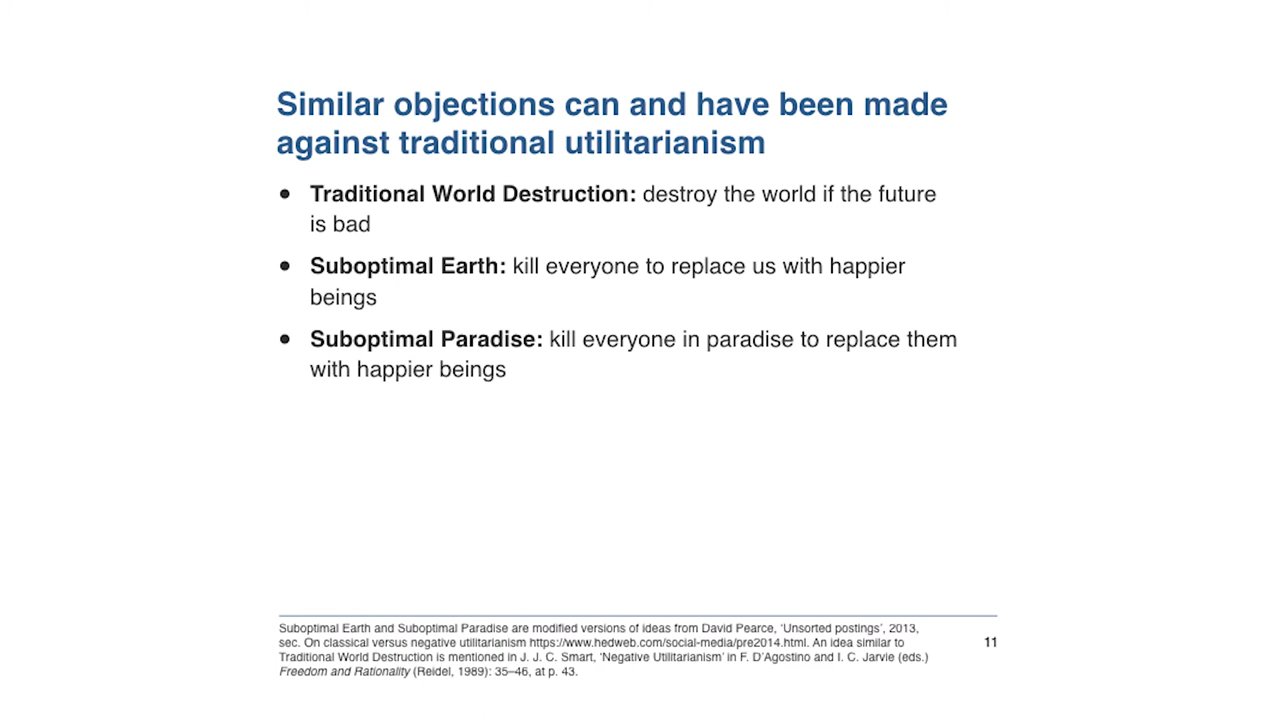 Similar objections can and have been made
against traditional utilitarianism
• Traditional World Destruction: destroy the world if the future
is bad
• Suboptimal Earth: kill everyone to replace us with happier
beings
• Suboptimal Paradise: kill everyone in paradise to replace them
with happier beings
Suboptimal Earth and Suboptimal Paradise are modified versions of ideas from David Pearce, ‘Unsorted postings’, 2013,
sec. On classical versus negative utilitarianism https://www.hedweb.com/social-media/pre2014.html. An idea similar to
Traditional World Destruction is mentioned in J. J. C. Smart, ‘Negative Utilitarianism’ in F. D’Agostino and I. C. Jarvie (eds.)
Freedom and Rationality (Reidel, 1989): 35–46, at p. 43.
11